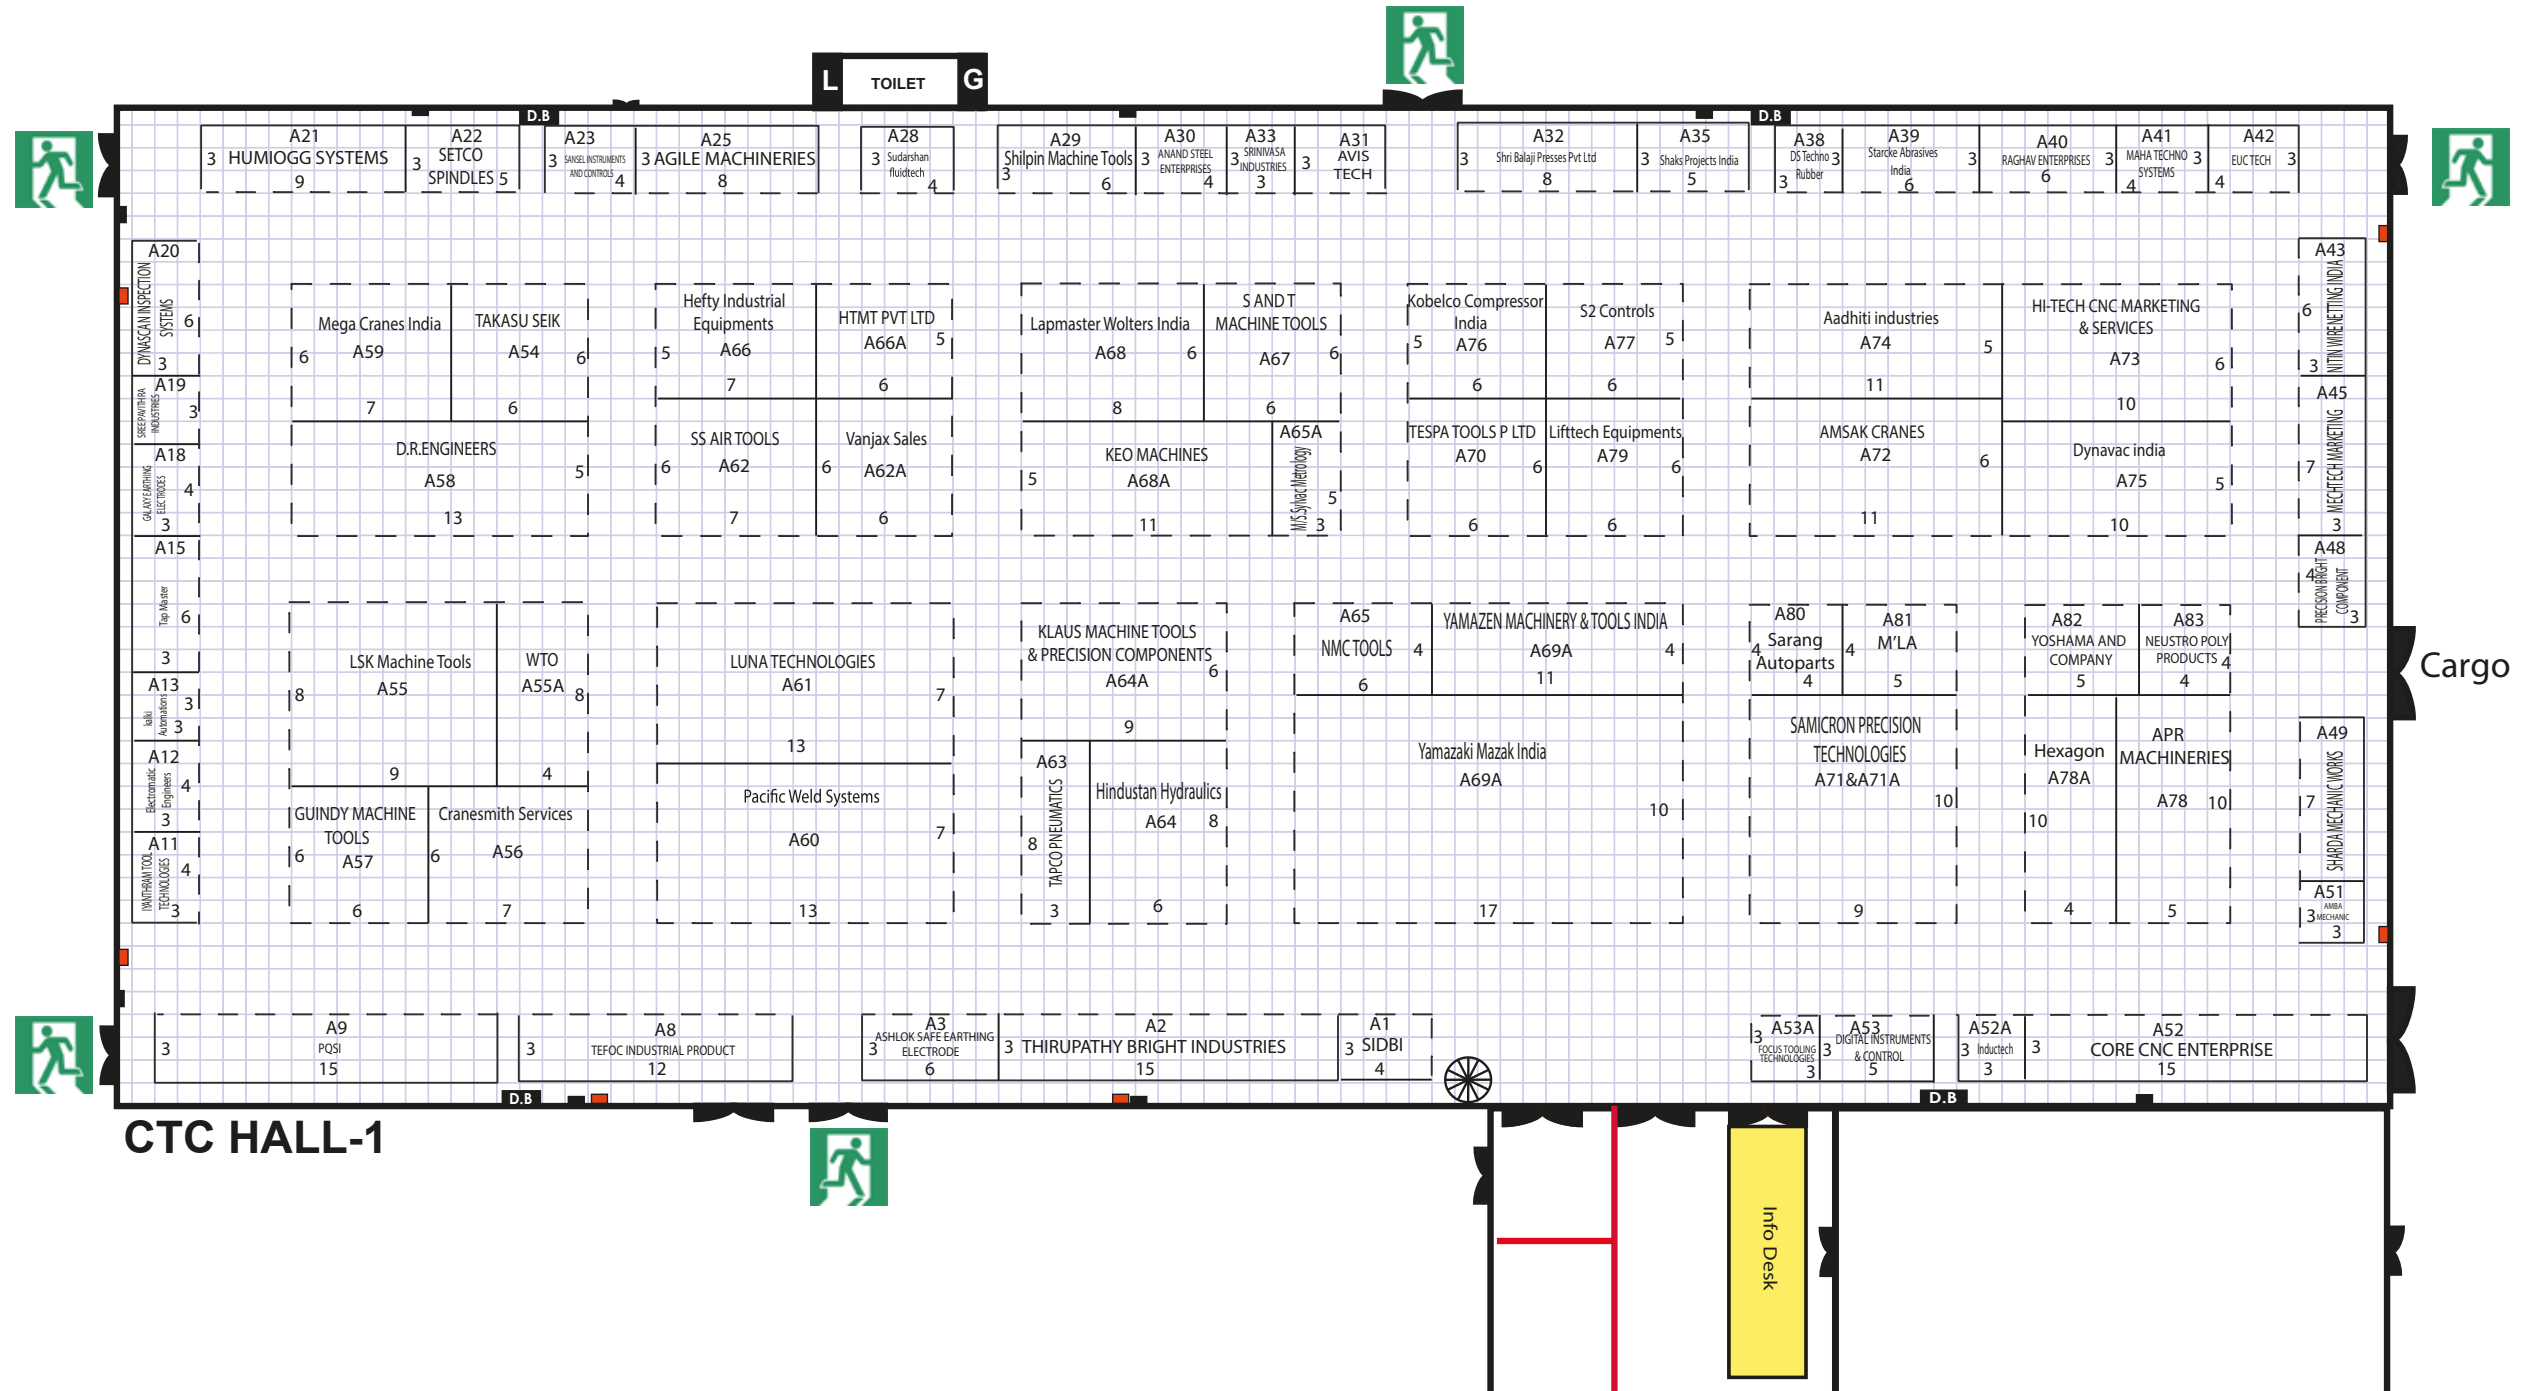 L TOILET G
D.B
D.B
A21
3 HUMIOGG SYSTEMS
9
A22
3 SETCO
SPINDLES 5
A23
3 SANSEL INSTRUMENTS
AND CONTROLS 4
A25
3 AGILE MACHINERIES
8
A28
3 Sudarshan
fluidtech
4
A29
Shilpin Machine Tools
3 6
A30
3 ANAND STEEL
ENTERPRISES 4
A33
3 SRINIVASA
INDUSTRIES
3
A31
3 AVIS
TECH
A32
3 Shri Balaji Presses Pvt Ltd
8
A35
3 Shaks Projects India
5
A38
DS Techno 3
Rubber
3
A39
Starcke Abrasives
India 3
6
A40
RAGHAV ENTERPRISES 3
6
A41
MAHA TECHNO 3
SYSTEMS
4
A42
EUC TECH 3
4
A20
DYNASCAN INSPECTION
SYSTEMS
6
3
A19
SREE PAVITHRA
INDUSTRIES
3
A18
GALAXY EARTHING
ELECTRODES
4
3
A15
Tap Master
6
3
A13
kalki
Automations
3
3
A12
Electromatic
Engineers
4
3
A11
IYANTHRAM TOOL
TECHNOLOGIES
4
3
Mega Cranes India
6 A59
7
TAKASU SEIK
A54 6
6
D.R.ENGINEERS
A58 5
13
Hefty Industrial
Equipments
5 A66
7
HTMT PVT LTD
A66A 5
6
SS AIR TOOLS
6 A62
7
Vanjax Sales
6 A62A
6
Lapmaster Wolters India
A68 6
8
S AND T
MACHINE TOOLS
A67 6
6
KEO MACHINES
5 A68A
11
A65A
M/S.Sylvac Metrology
5
3
Kobelco Compressor
India
5 A76
6
S2 Controls
A77 5
6
TESPA TOOLS P LTD
A70 6
6
Lifttech Equipments
A79 6
6
Aadhiti industries
A74 5
11
HI-TECH CNC MARKETING
& SERVICES
A73 6
10
AMSAK CRANES
A72 6
11
Dynavac india
A75 5
10
A43
NITIN WIRENETTING INDIA
6
3
A45
MECHTECH MARKETING
7
3
A48
PRECISION BRIGHT
COMPONENT
4
3
Cargo
LSK Machine Tools
8 A55
9
WTO
A55A 8
4
GUINDY MACHINE
TOOLS
6 A57
6
Cranesmith Services
6 A56
7
LUNA TECHNOLOGIES
A61 7
13
Pacific Weld Systems
A60 7
13
KLAUS MACHINE TOOLS
& PRECISION COMPONENTS
A64A 6
9
A63
TAPCO PNEUMATICS
8
3
Hindustan Hydraulics
A64 8
6
A65
NMC TOOLS 4
6
YAMAZEN MACHINERY & TOOLS INDIA
A69A 4
11
Yamazaki Mazak India
A69A
10
17
A80
4 Sarang
Autoparts
4
A81
4 M'LA
5
SAMICRON PRECISION
TECHNOLOGIES
A71&A71A
10
9
A82
YOSHAMA AND
COMPANY
5
A83
NEUSTRO POLY
PRODUCTS 4
4
Hexagon
A78A
10
4
APR
MACHINERIES
A78 10
5
A49
SHARDA MECHANIC WORKS
7
A51
AMBA
3 MECHANIC
3
A9
3 PQSI
15
A8
3 TEFOC INDUSTRIAL PRODUCT
12
A3
ASHLOK SAFE EARTHING
3 ELECTRODE
6
A2
3 THIRUPATHY BRIGHT INDUSTRIES
15
A1
3 SIDBI
4
A53A
3
FOCUS TOOLING
TECHNOLOGIES
3
A53
DIGITAL INSTRUMENTS
3 & CONTROL
5
A52A
3 Inductech
3
A52
3 CORE CNC ENTERPRISE
15
D.B
D.B
CTC HALL-1
Info Desk